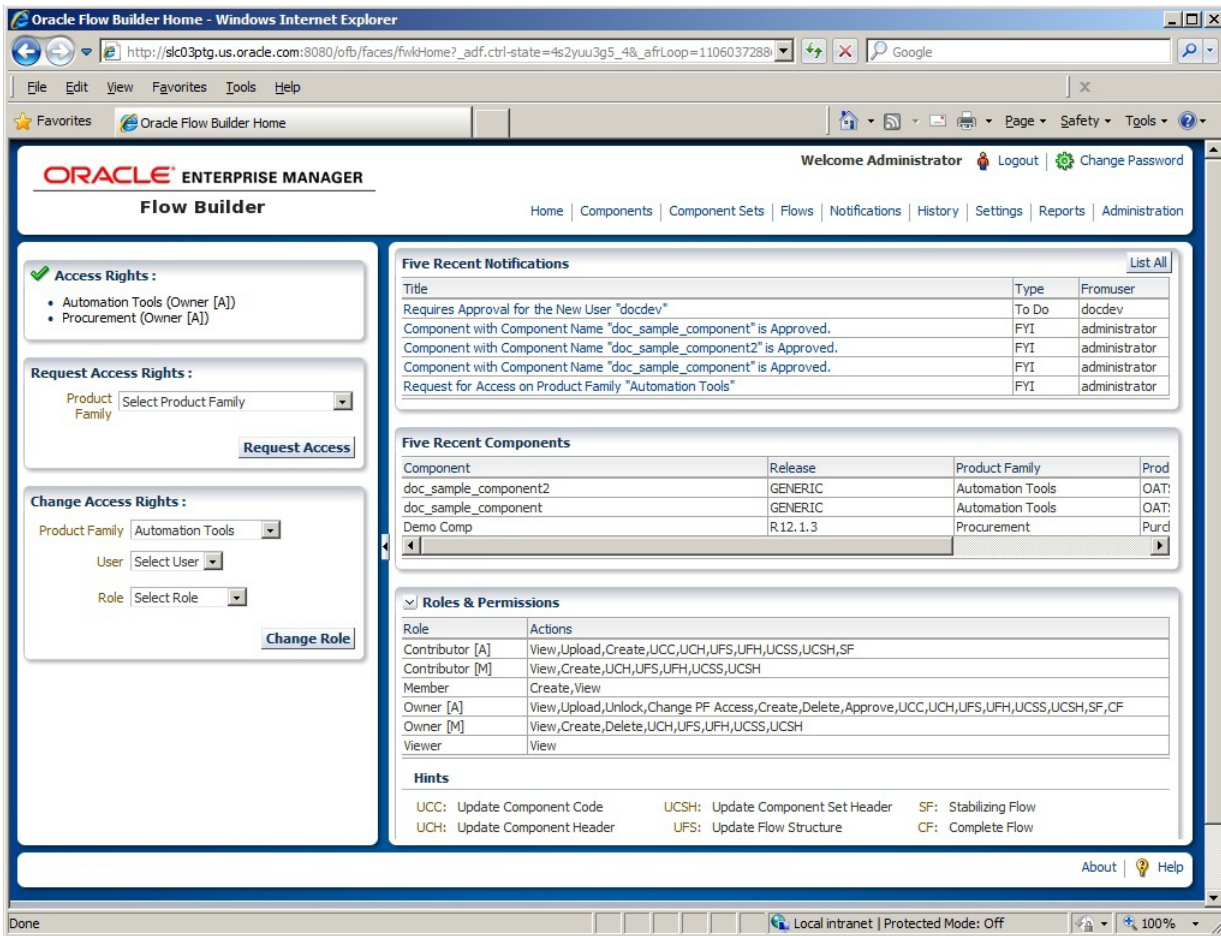 Oracle Flow Builder Home - Windows Internet Explorer
http://slc03ptg.us.oracle.com:8080/ofb/faces/fwkHome?_adf.ctrl-state=4s2yuu3g5_4&_afrLoop=1106037288
Google
File Edit View Favorites Tools Help
x
Favorites Oracle Flow Builder Home Page Safety Tools
Welcome Administrator Logout | Change Password
ORACLE ENTERPRISE MANAGER
Flow Builder
Home | Components | Component Sets | Flows | Notifications | History | Settings | Reports | Administration
Access Rights :
• Automation Tools (Owner [A])
• Procurement (Owner [A])
Request Access Rights :
Product Family Select Product Family
Request Access
Change Access Rights :
Product Family Automation Tools
User Select User
Role Select Role
Change Role
Five Recent Notifications List All
Title Type Fromuser
Requires Approval for the New User "docdev" To Do docdev
Component with Component Name "doc_sample_component" is Approved. FYI administrator
Component with Component Name "doc_sample_component2" is Approved. FYI administrator
Component with Component Name "doc_sample_component" is Approved. FYI administrator
Request for Access on Product Family "Automation Tools" FYI administrator
Five Recent Components
Component Release Product Family Prod
doc_sample_component2 GENERIC Automation Tools OATS
doc_sample_component GENERIC Automation Tools OATS
Demo Comp R12.1.3 Procurement Purc
Roles & Permissions
Role Actions
Contributor [A] View,Upload,Create,UCC,UCH,UFS,UFH,UCSS,UCSH,SF
Contributor [M] View,Create,UCH,UFS,UFH,UCSS,UCSH
Member Create,View
Owner [A] View,Upload,Unlock,Change PF Access,Create,Delete,Approve,UCC,UCH,UFS,UFH,UCSS,UCSH,SF,CF
Owner [M] View,Create,Delete,UCH,UFS,UFH,UCSS,UCSH
Viewer View
Hints
UCC: Update Component Code UCSH: Update Component Set Header SF: Stabilizing Flow
UCH: Update Component Header UFS: Update Flow Structure CF: Complete Flow
About | Help
Done Local intranet | Protected Mode: Off 100%